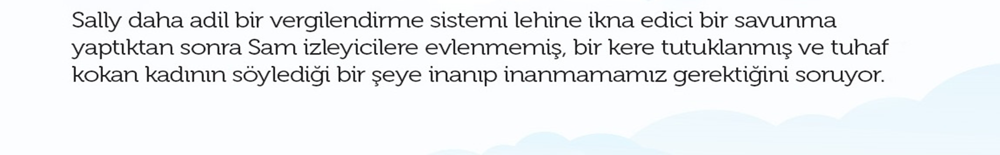 Sally daha adil bir vergilendirme sistemi lehine ikna edici bir savunma
yaptıktan sonra Sam izleyicilere evlenmemiş, bir kere tutuklanmış ve tuhaf
kokan kadının söylediği bir şeye inanıp inanmamamız gerektiğini soruyor.